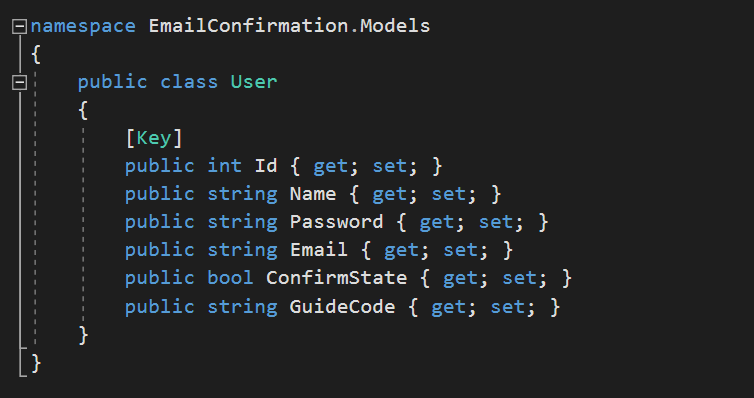 namespace EmailConfirmation.Models
{
public class User
{
[Key]
public int Id { get; set; }
public string Name { get; set; }
public string Password { get; set; }
public string Email { get; set; }
public bool ConfirmState { get; set; }
public string GuideCode { get; set; }
}
}